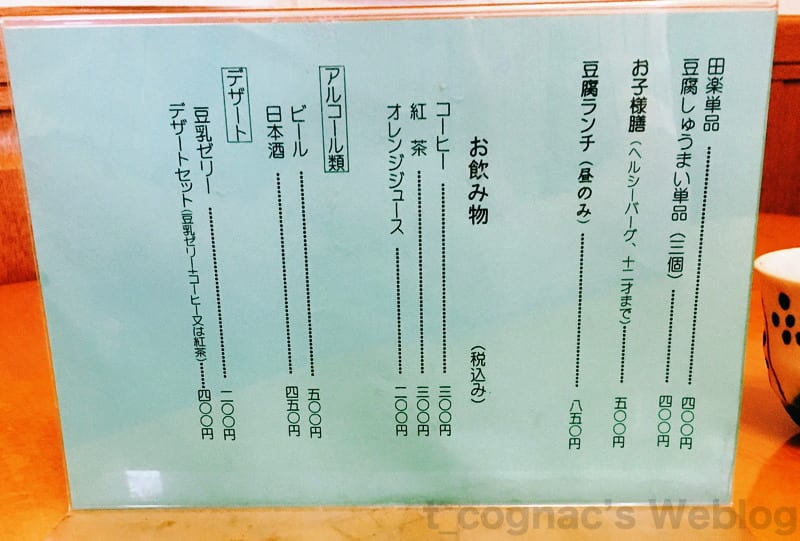 田楽単品 四〇〇円
豆腐しゅうまい単品（三個） 四〇〇円
お子様膳（ヘルシーバーグ、十二才まで） 五〇〇円
豆腐ランチ（昼のみ） 八五〇円
お飲み物 （税込み）
コーヒー 三〇〇円
紅茶 三〇〇円
オレンジジュース 二〇〇円
アルコール類
ビール 五〇〇円
日本酒 四五〇円
デザート
豆乳ゼリー 二〇〇円
デザートセット（豆乳ゼリー＋コーヒー又は紅茶） 四〇〇円
t_cognac's Weblog